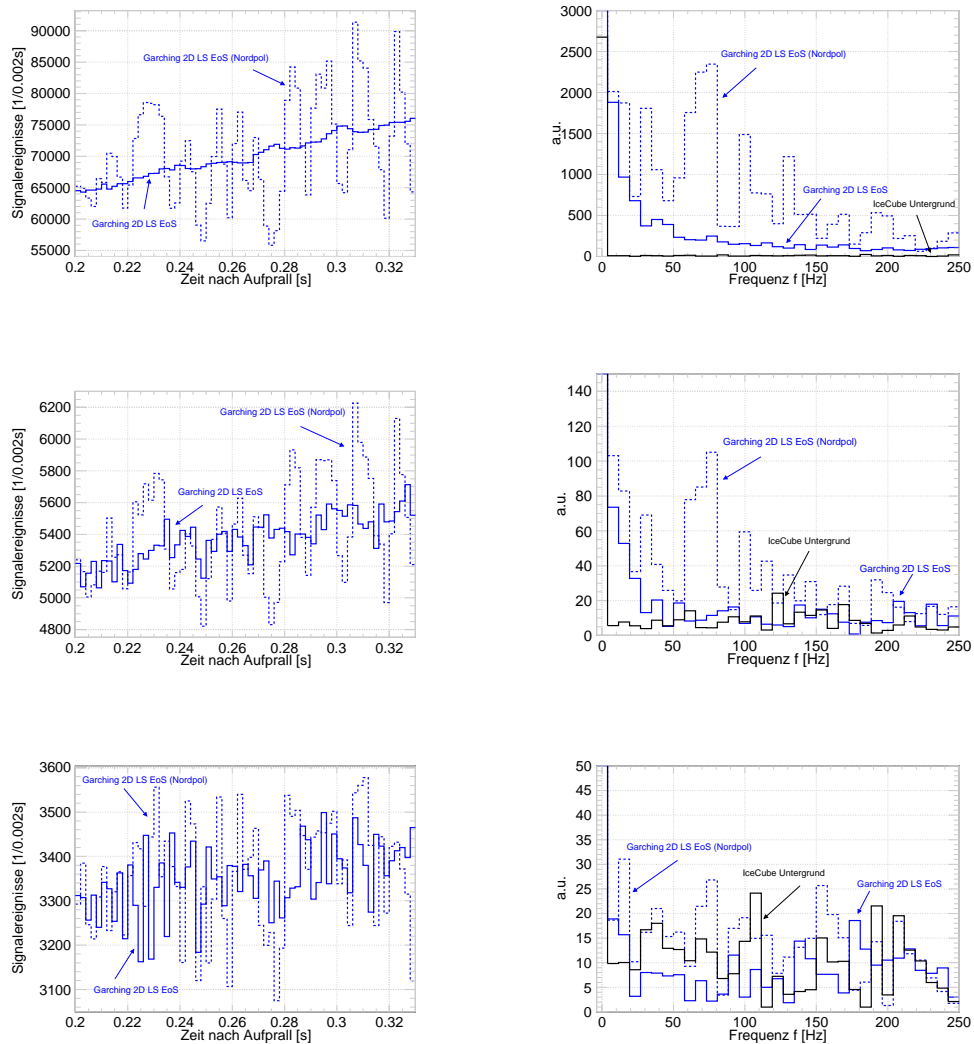 Signalereignisse [1/0.002s]
90000
85000
80000
75000
70000
65000
60000
55000
Garching 2D LS EoS (Nordpol)
Garching 2D LS EoS
0.2 0.22 0.24 0.26 0.28 0.3 0.32
Zeit nach Aufprall [s]
a.u.
3000
2500
2000
1500
1000
500
0
Garching 2D LS EoS (Nordpol)
Garching 2D LS EoS
IceCube Untergrund
0 50 100 150 200 250
Frequenz f [Hz]
Signalereignisse [1/0.002s]
6200
6000
5800
5600
5400
5200
5000
4800
Garching 2D LS EoS (Nordpol)
Garching 2D LS EoS
0.2 0.22 0.24 0.26 0.28 0.3 0.32
Zeit nach Aufprall [s]
a.u.
140
120
100
80
60
40
20
0
Garching 2D LS EoS (Nordpol)
IceCube Untergrund
Garching 2D LS EoS
0 50 100 150 200 250
Frequenz f [Hz]
Signalereignisse [1/0.002s]
3600
3500
3400
3300
3200
3100
Garching 2D LS EoS (Nordpol)
Garching 2D LS EoS
0.2 0.22 0.24 0.26 0.28 0.3 0.32
Zeit nach Aufprall [s]
a.u.
50
45
40
35
30
25
20
15
10
5
0
Garching 2D LS EoS (Nordpol)
IceCube Untergrund
Garching 2D LS EoS
0 50 100 150 200 250
Frequenz f [Hz]